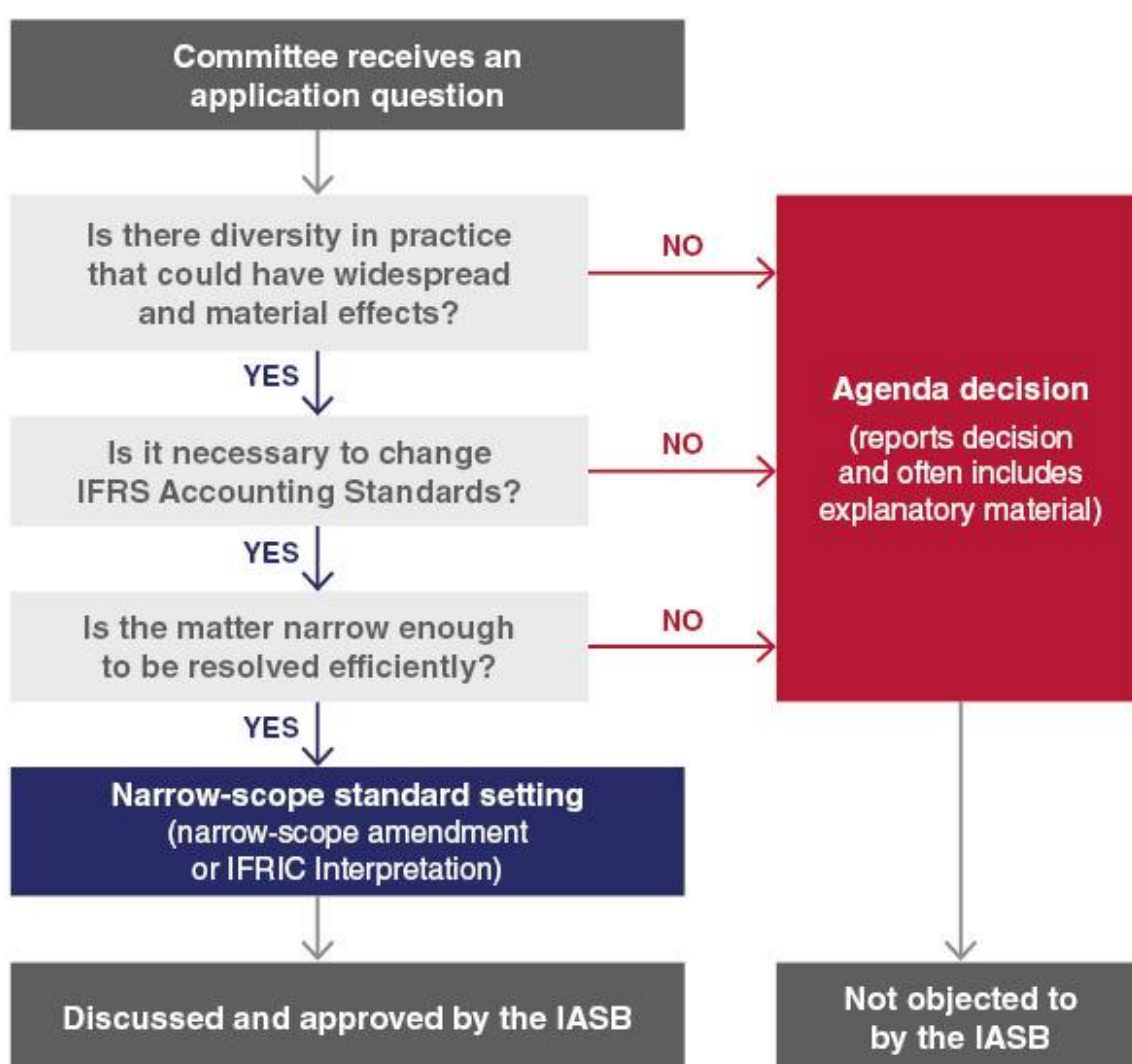 Committee receives an
application question
Is there diversity in practice
that could have widespread
and material effects?
NO
YES
Is it necessary to change
IFRS Accounting Standards?
NO
YES
Is the matter narrow enough
to be resolved efficiently?
NO
YES
Narrow-scope standard setting
(narrow-scope amendment
or IFRIC Interpretation)
Discussed and approved by the IASB
Agenda decision
(reports decision
and often includes
explanatory material)
Not objected to
by the IASB